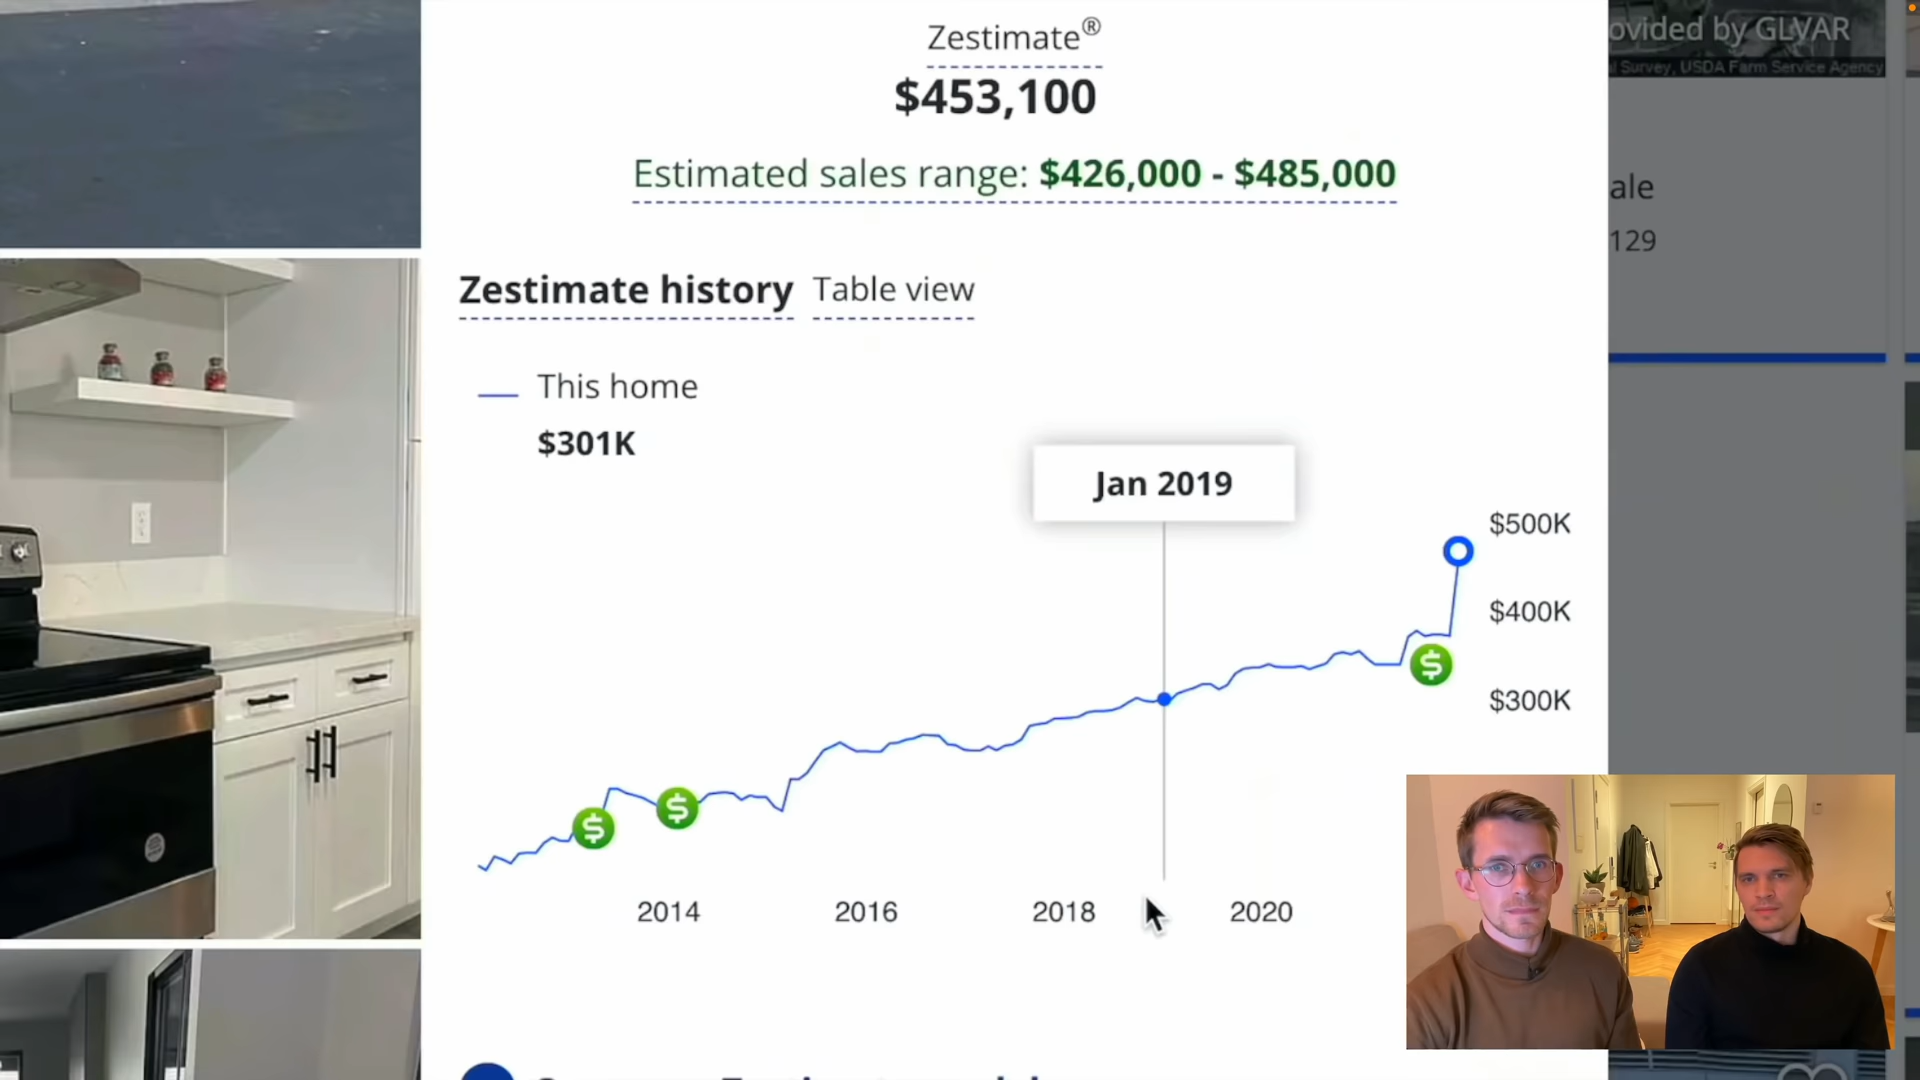 Zestimate®
$453,100
Estimated sales range: $426,000 - $485,000
Zestimate history Table view
This home
$301K
Jan 2019
$500K
$400K
$300K
2014 2016 2018 2020
ovided by GLVAR
l Survey, USDA Farm Service Agency
ale
129